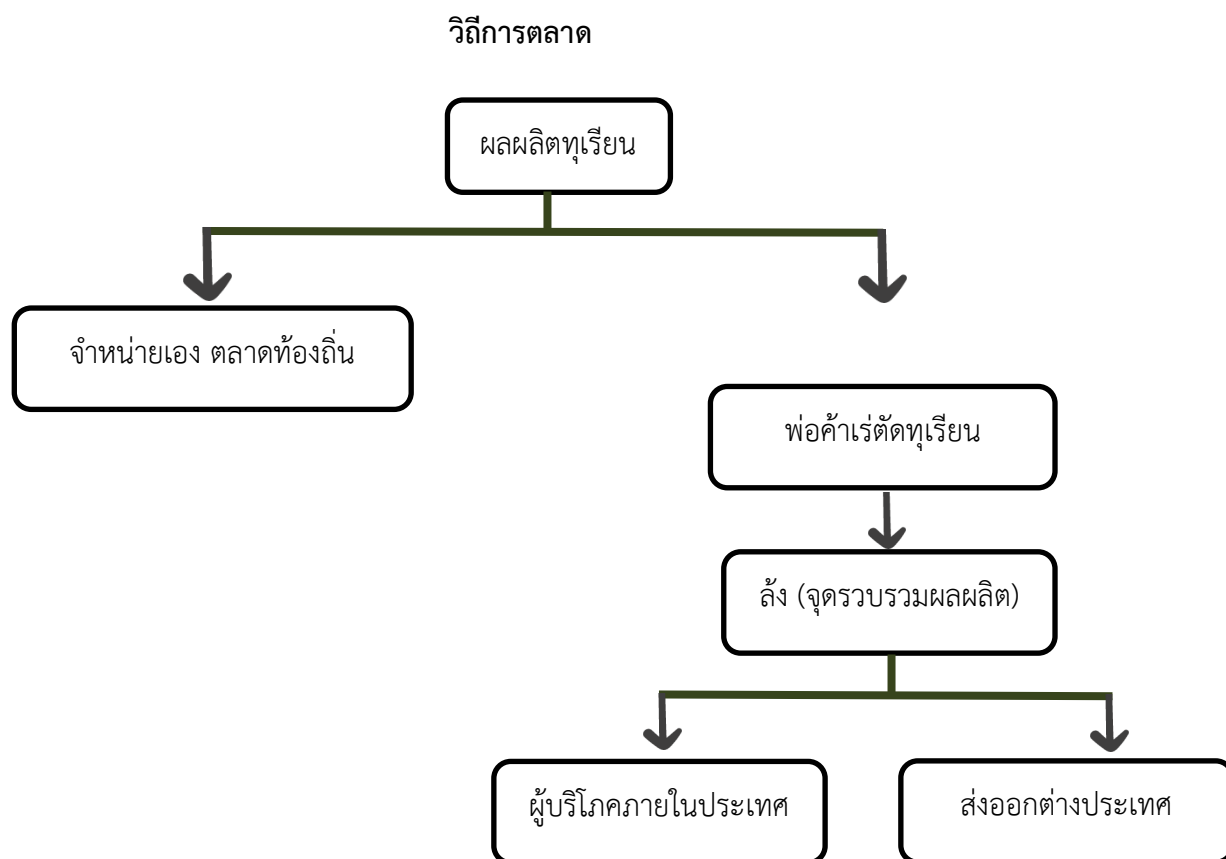 วิถีการตลาด
ผลผลิตทุเรียน
จำหน่ายเอง ตลาดท้องถิ่น
พ่อค้าเร่ตัดทุเรียน
ล้ง (จุดรวบรวมผลผลิต)
ผู้บริโภคภายในประเทศ
ส่งออกต่างประเทศ